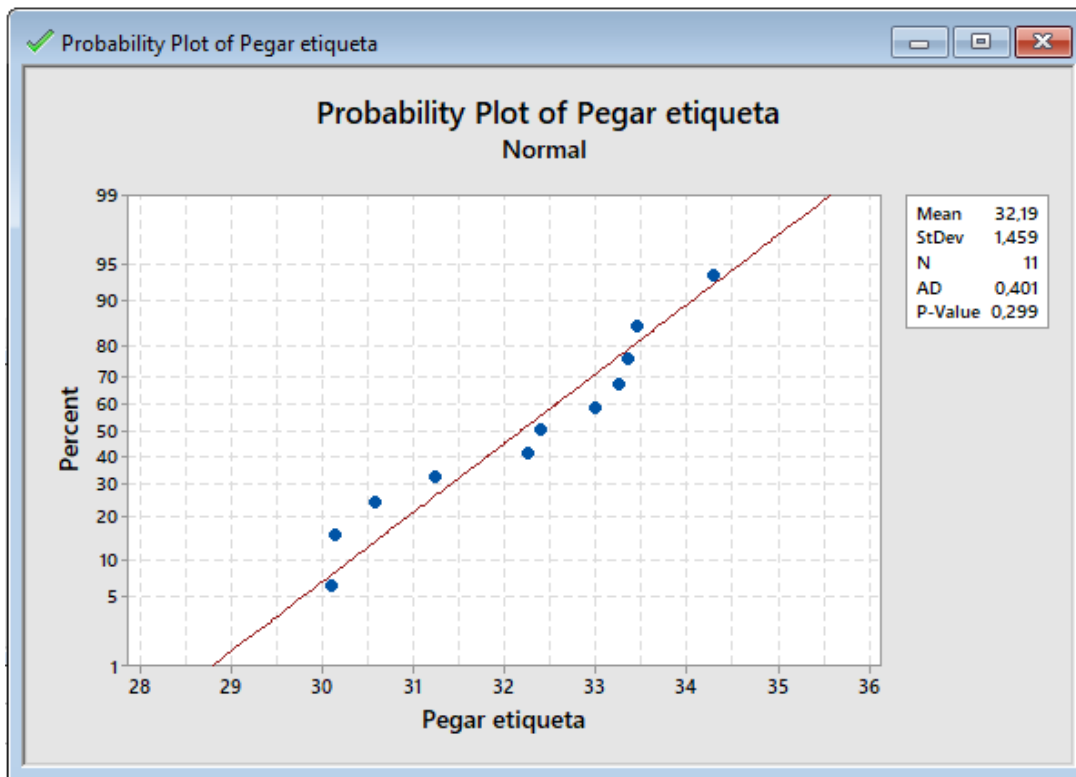 Probability Plot of Pegar etiqueta
Probability Plot of Pegar etiqueta
Normal
99
95
90
80
70
60
50
40
30
20
10
5
1
Percent
28 29 30 31 32 33 34 35 36
Pegar etiqueta
Mean 32,19
StDev 1,459
N 11
AD 0,401
P-Value 0,299